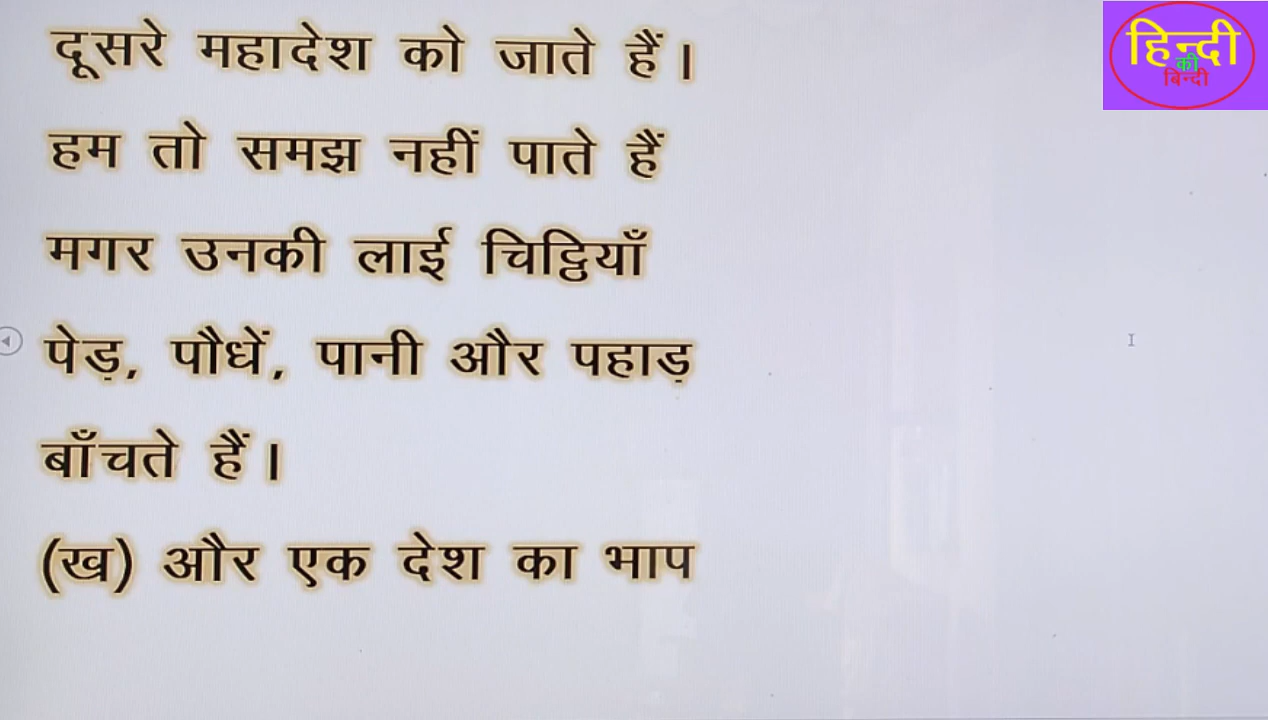 दूसरे महादेश को जाते हैं।
हम तो समझ नहीं पाते हैं
मगर उनकी लाई चिट्ठियाँ
पेड़, पौधें, पानी और पहाड़
बाँचते हैं।
(ख) और एक देश का भाप
हिन्दी
की
बिन्दी